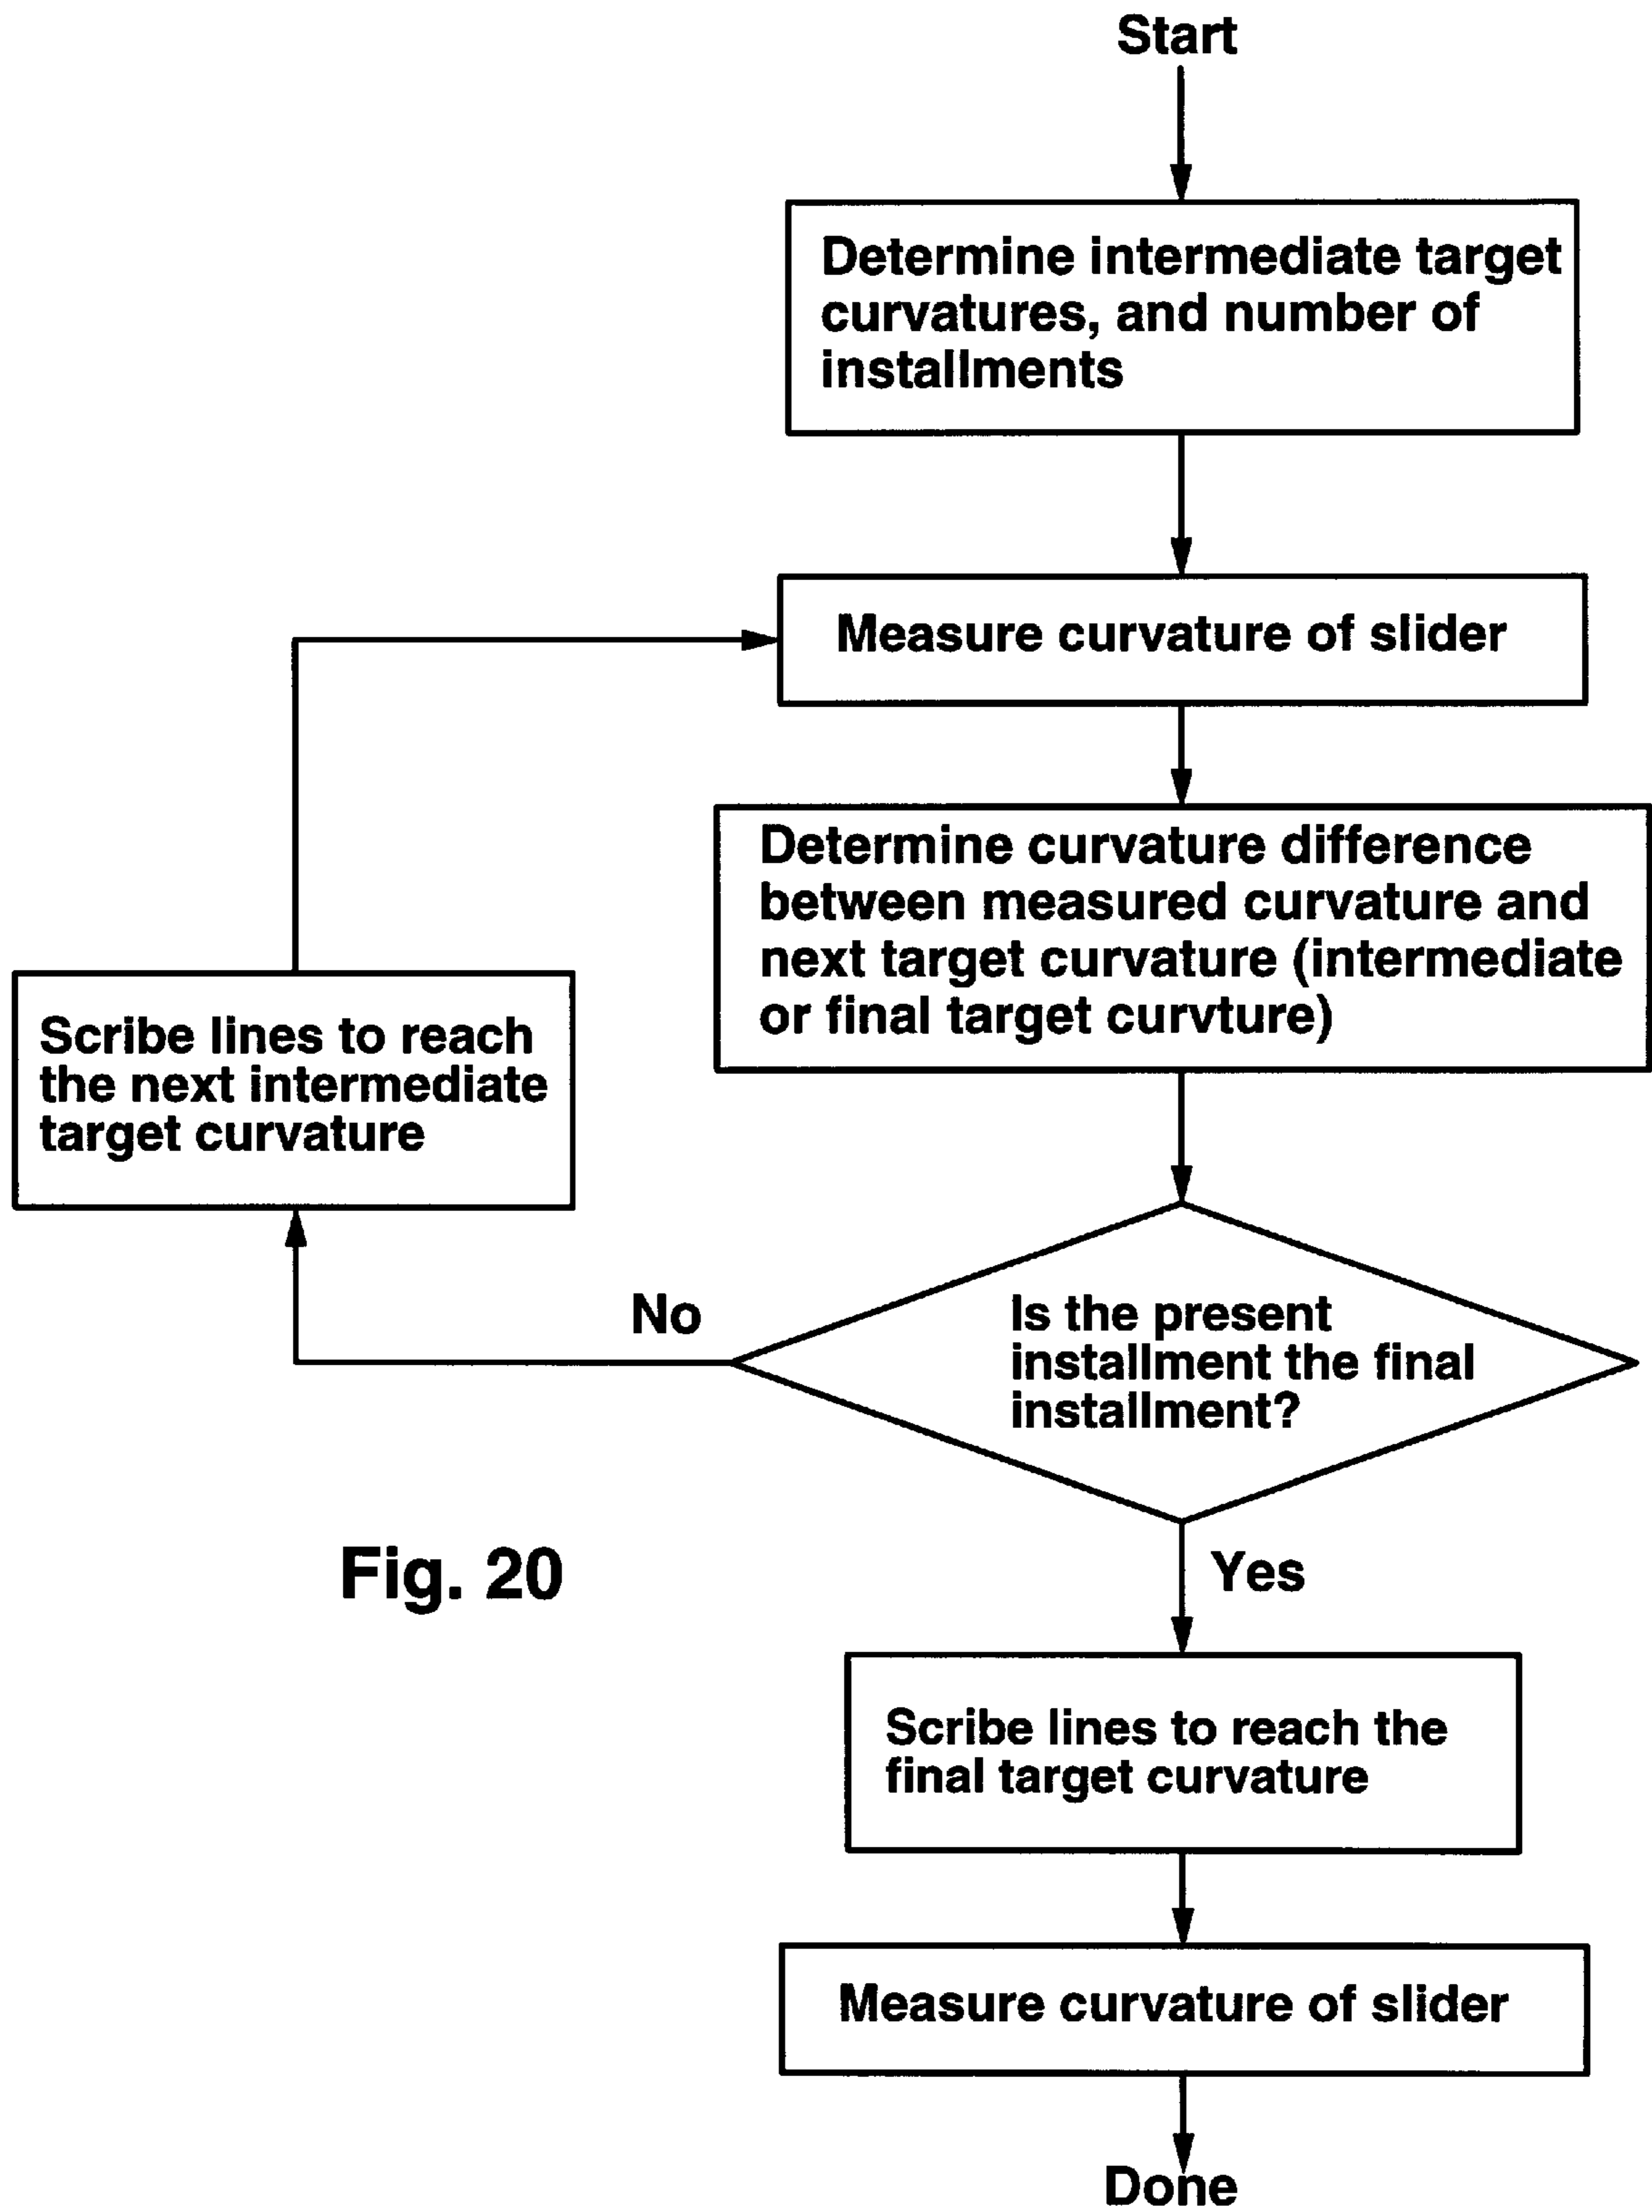 Start
Determine intermediate target
curvatures, and number of
installments
Measure curvature of slider
Determine curvature difference
between measured curvature and
next target curvature (intermediate
or final target curvture)
Scribe lines to reach
the next intermediate
target curvature
No
Is the present
installment the final
installment?
Yes
Fig. 20
Scribe lines to reach the
final target curvature
Measure curvature of slider
Done